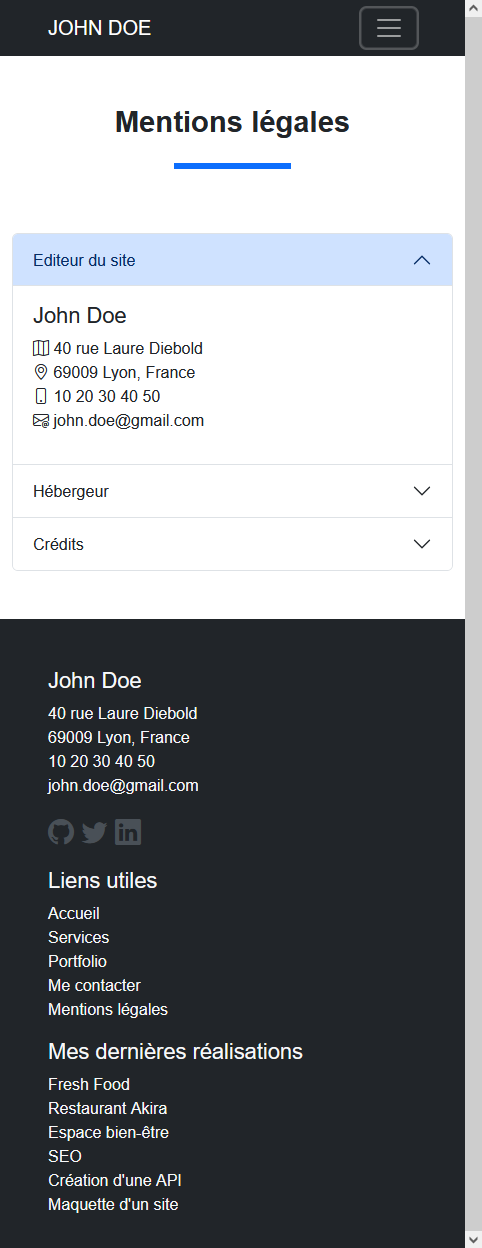 JOHN DOE
Mentions légales
Editeur du site
John Doe
40 rue Laure Diebold
69009 Lyon, France
10 20 30 40 50
john.doe@gmail.com
Hébergeur
Crédits
John Doe
40 rue Laure Diebold
69009 Lyon, France
10 20 30 40 50
john.doe@gmail.com
Liens utiles
Accueil
Services
Portfolio
Me contacter
Mentions légales
Mes dernières réalisations
Fresh Food
Restaurant Akira
Espace bien-être
SEO
Création d'une API
Maquette d'un site